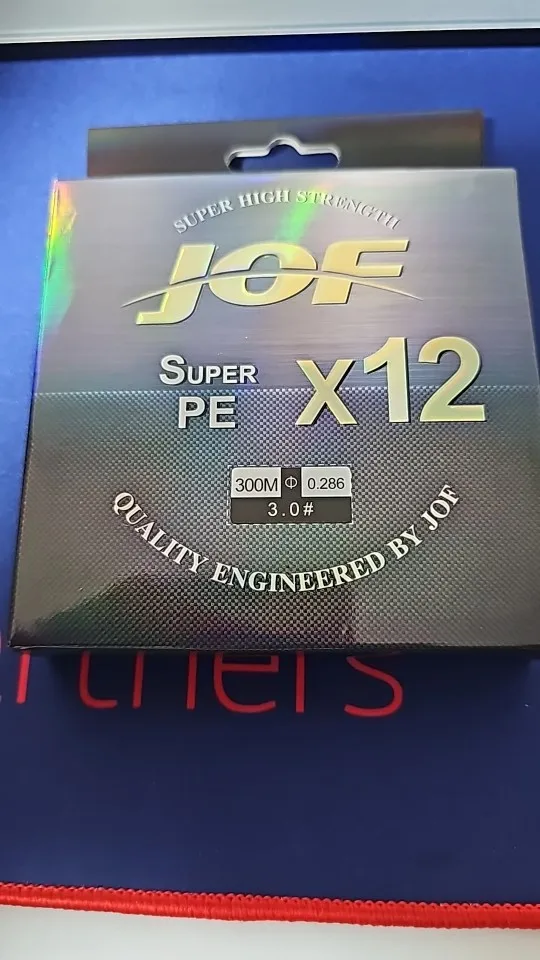 SUPER HIGH STRENGTH
JOF
SUPER
PE
X12
300M Φ 0.286
3.0#
QUALITY ENGINEERED BY JOF